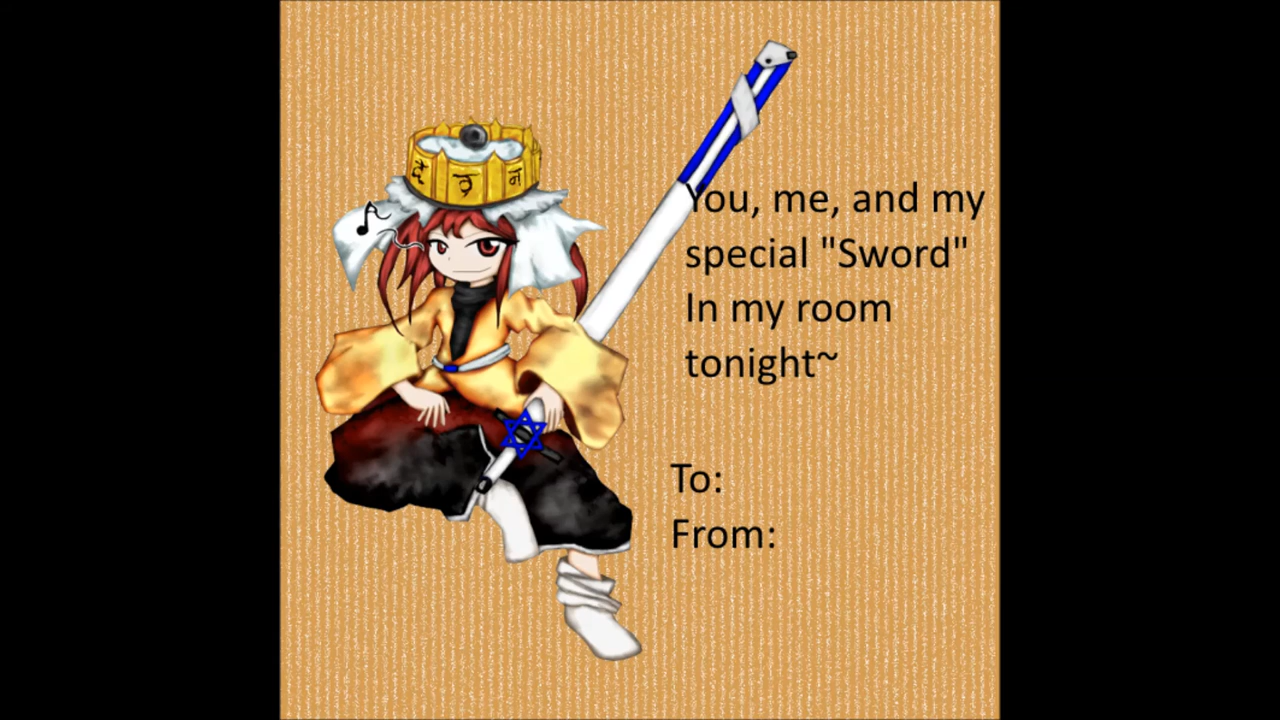 You, me, and my
special "Sword"
In my room
tonight~
To:
From: